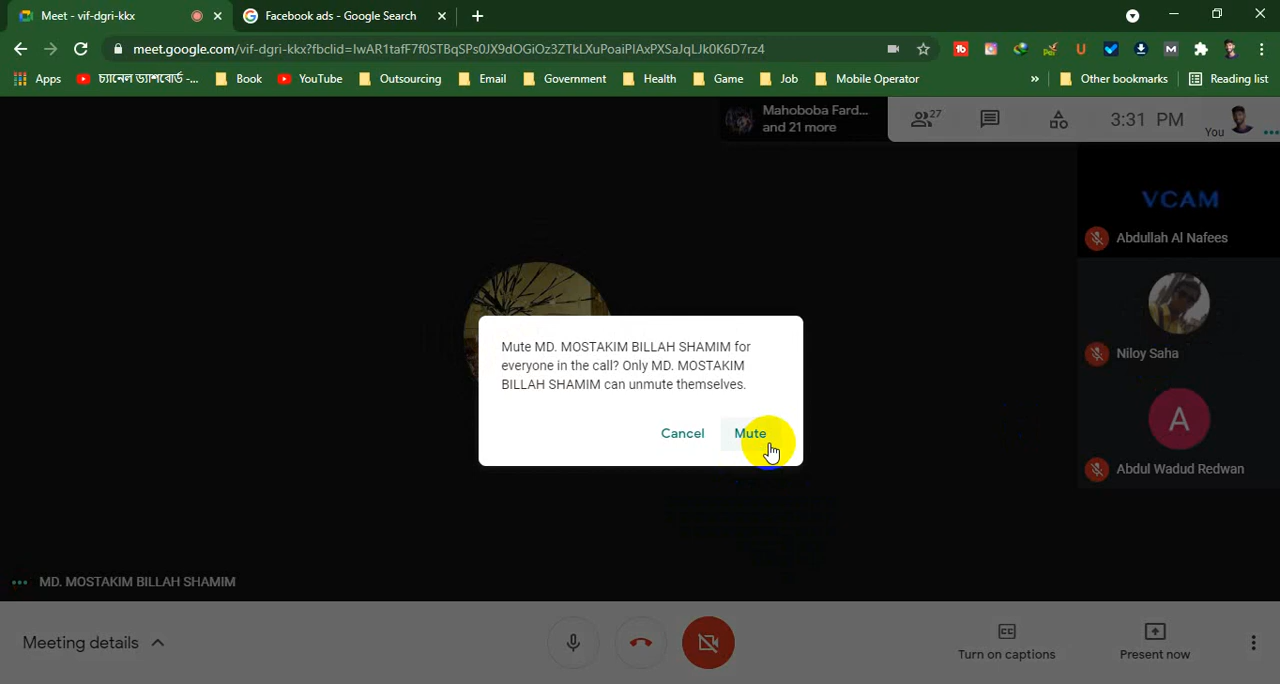 Meet - vif-dgri-kkx
Facebook ads - Google Search
meet.google.com/vif-dgri-kkx?fbclid=IwAR1tafF7f0STBqSPs0JX9dOGiOz3ZTkLXuPoaiPIAxPXSaJqLJk0K6D7rz4
Apps
চ্যানেল ড্যাশবোর্ড -...
Book
YouTube
Outsourcing
Email
Government
Health
Game
Job
Mobile Operator
»
Other bookmarks
Reading list
Mahoboba Fard...
and 21 more
27
3:31 PM
You
VCAM
Abdullah Al Nafees
Niloy Saha
A
Abdul Wadud Redwan
Mute MD. MOSTAKIM BILLAH SHAMIM for
everyone in the call? Only MD. MOSTAKIM
BILLAH SHAMIM can unmute themselves.
Cancel
Mute
MD. MOSTAKIM BILLAH SHAMIM
Meeting details
CC
Turn on captions
Present now